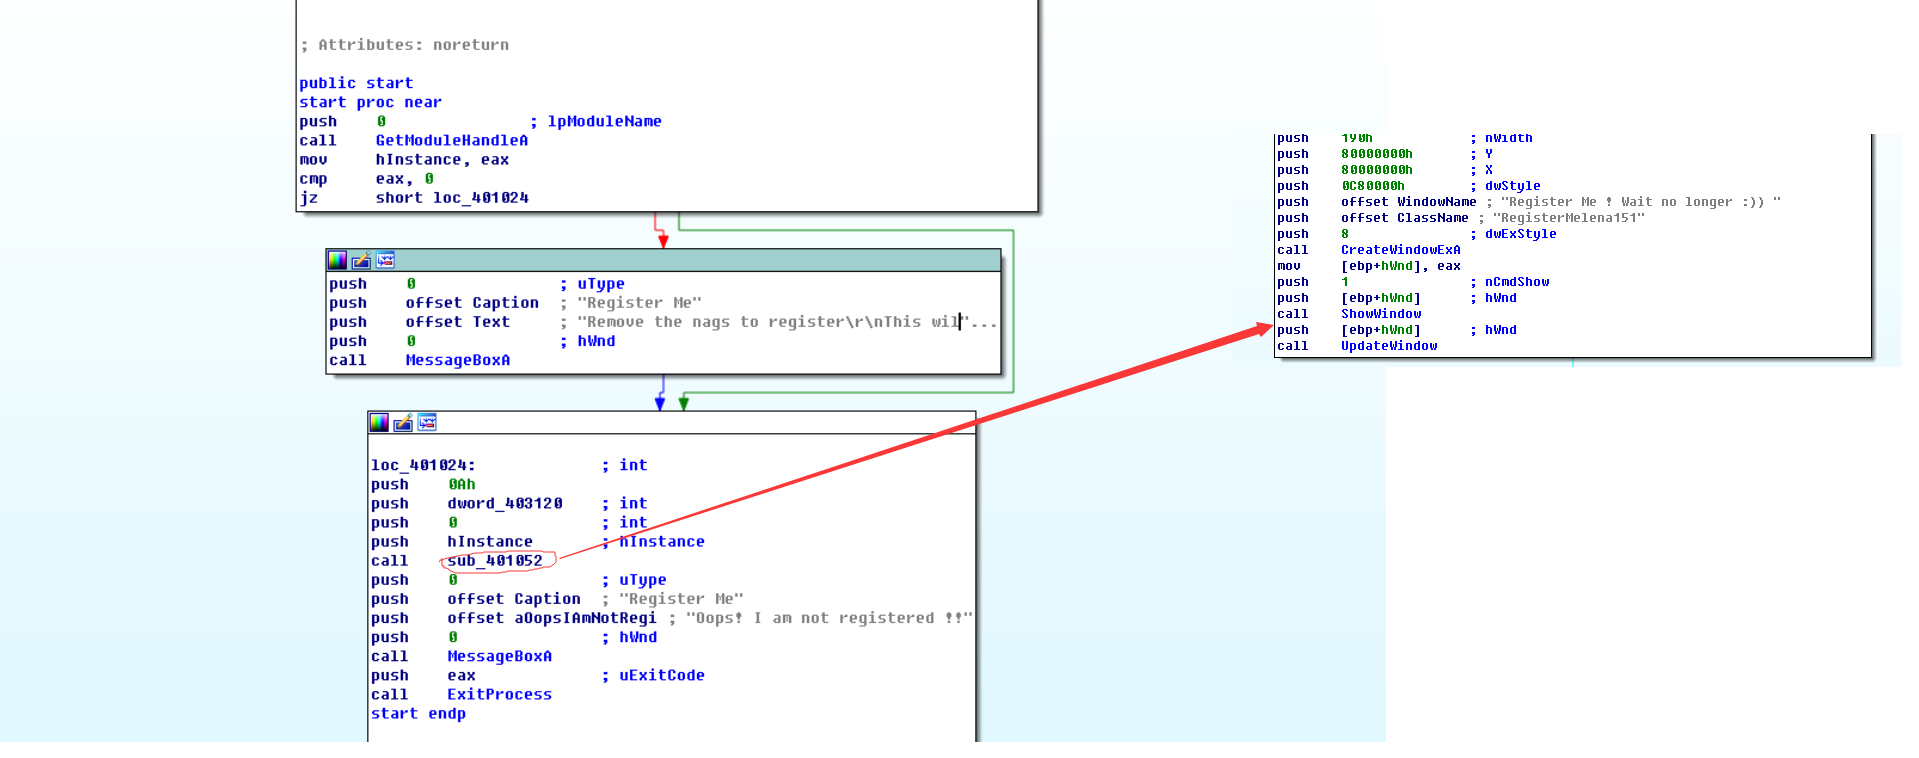 ; Attributes: noreturn
public start
start proc near
push 0 ; lpModuleName
call GetModuleHandleA
mov hInstance, eax
cmp eax, 0
jz short loc_401024
push 0 ; uType
push offset Caption ; "Register Me"
push offset Text ; "Remove the nags to register\r\nThis wil"...
push 0 ; hWnd
call MessageBoxA
loc_401024: ; int
push 0Ah
push dword_403120 ; int
push 0 ; int
push hInstance ; hInstance
call sub_401052
push 0 ; uType
push offset Caption ; "Register Me"
push offset aOopsIAmNotRegi ; "Oops! I am not registered !!"
push 0 ; hWnd
call MessageBoxA
push eax ; uExitCode
call ExitProcess
start endp
push 190h ; nWidth
push 80000000h ; Y
push 80000000h ; X
push 0C80000h ; dwStyle
push offset WindowName ; "Register Me ! Wait no longer :)) "
push offset ClassName ; "RegisterMelena151"
push 8 ; dwExStyle
call CreateWindowExA
mov [ebp+hWnd], eax
push 1 ; nCmdShow
push [ebp+hWnd] ; hWnd
call ShowWindow
push [ebp+hWnd] ; hWnd
call UpdateWindow